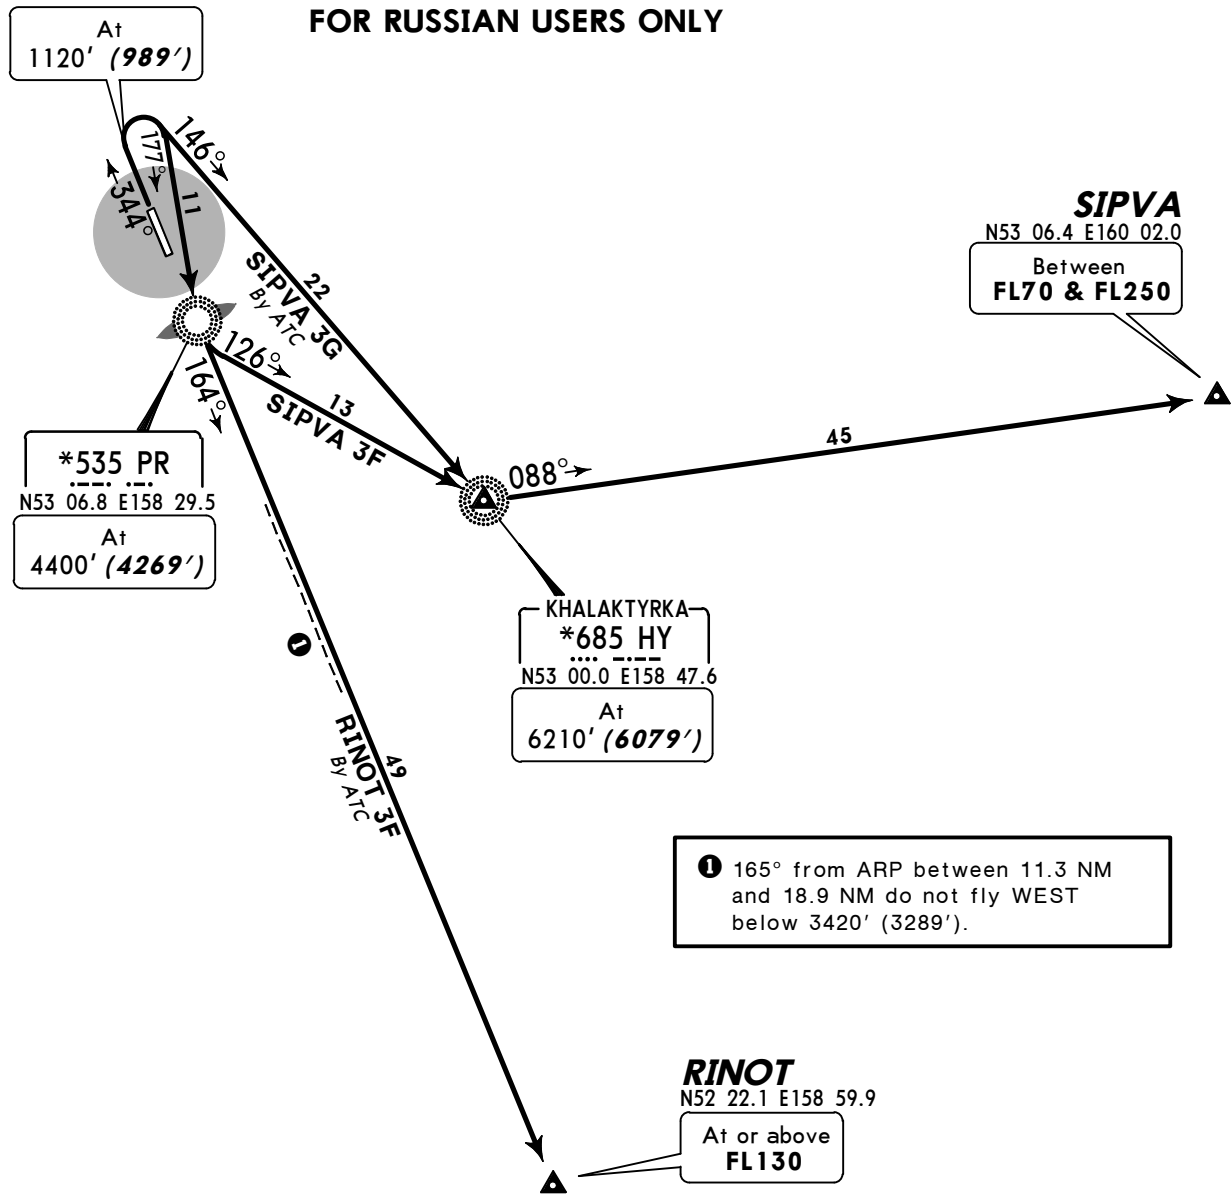 FOR RUSSIAN USERS ONLY
At
1120' (989')
146°
177°
344°
11
SIPVA
N53 06.4 E160 02.0
Between
FL70 & FL250
22
SIPVA 3G
By ATC
126°
164°
13
SIPVA 3F
*535 PR
N53 06.8 E158 29.5
At
4400' (4269')
45
088°
KHALAKTYRKA
*685 HY
N53 00.0 E158 47.6
At
6210' (6079')
1
49
RINOT 3F
By ATC
1 165° from ARP between 11.3 NM
and 18.9 NM do not fly WEST
below 3420' (3289').
RINOT
N52 22.1 E158 59.9
At or above
FL130